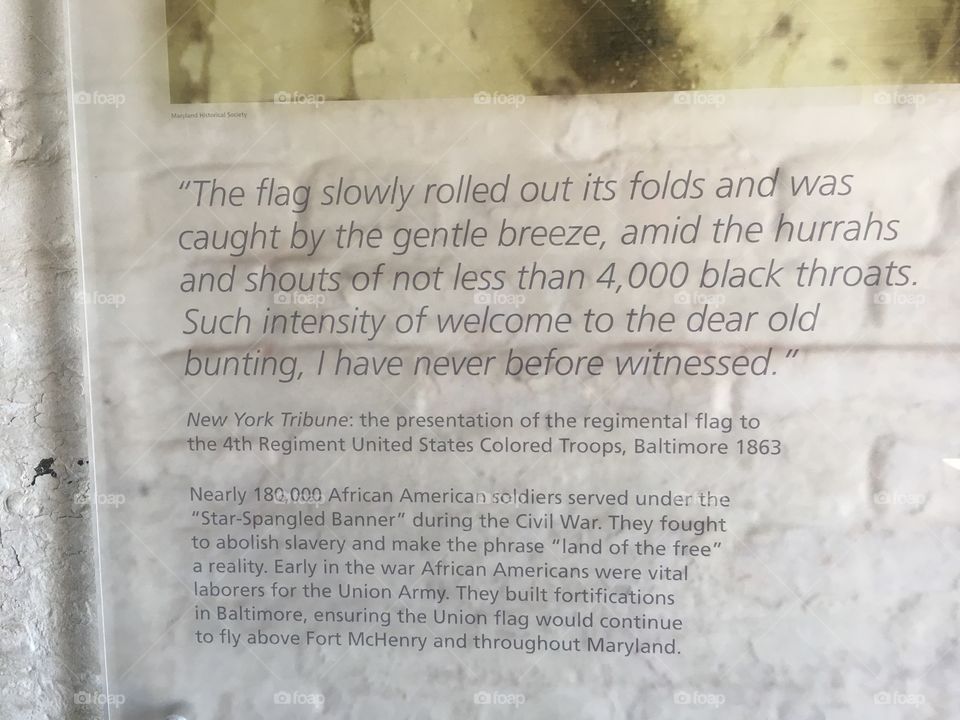 Maryland Historical Society
“The flag slowly rolled out its folds and was
caught by the gentle breeze, amid the hurrahs
and shouts of not less than 4,000 black throats.
Such intensity of welcome to the dear old
bunting, I have never before witnessed.”
New York Tribune: the presentation of the regimental flag to
the 4th Regiment United States Colored Troops, Baltimore 1863
Nearly 180,000 African American soldiers served under the
“Star-Spangled Banner” during the Civil War. They fought
to abolish slavery and make the phrase “land of the free”
a reality. Early in the war African Americans were vital
laborers for the Union Army. They built fortifications
in Baltimore, ensuring the Union flag would continue
to fly above Fort McHenry and throughout Maryland.
foap